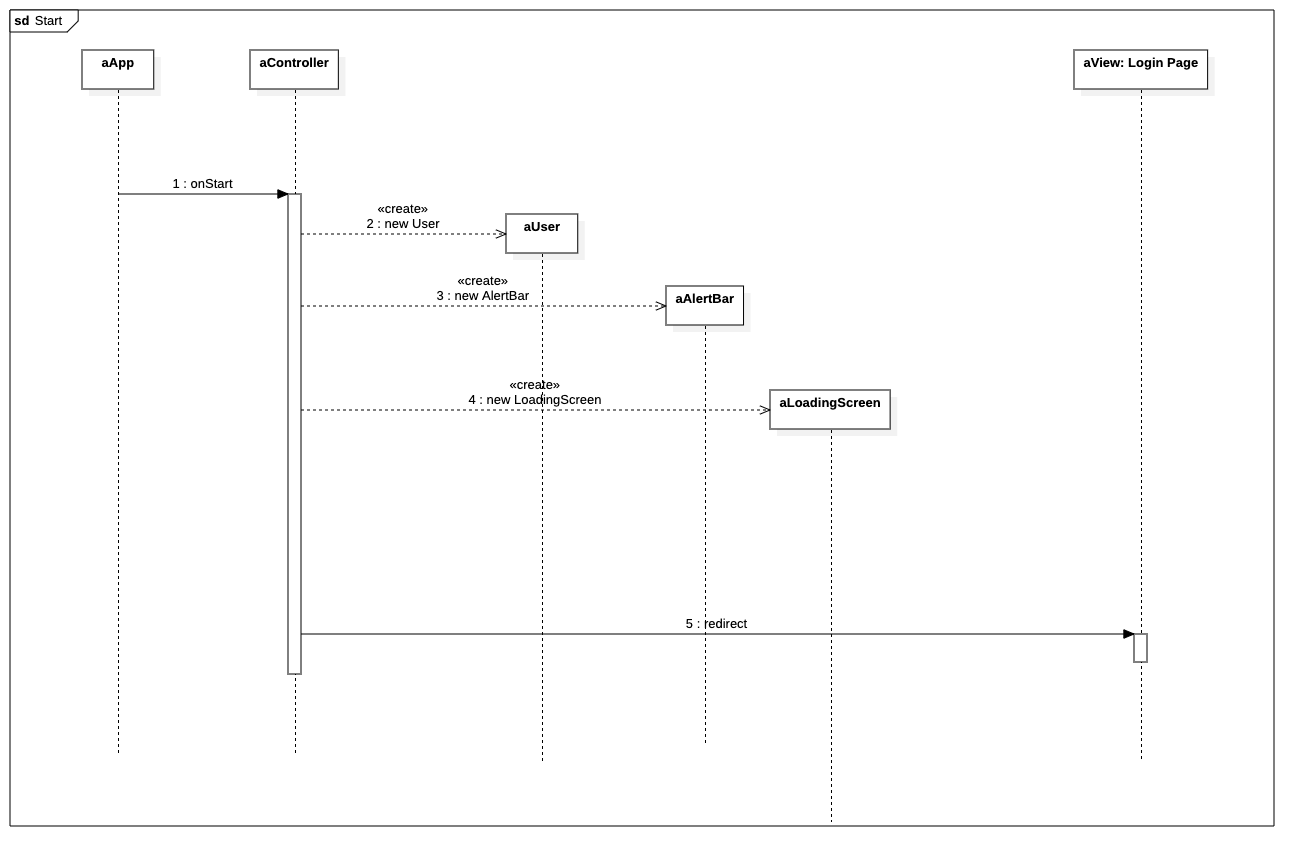 sd Start
aApp
aController
aView: Login Page
1 : onStart
«create»
2 : new User
aUser
«create»
3 : new AlertBar
aAlertBar
«create»
4 : new LoadingScreen
aLoadingScreen
5 : redirect